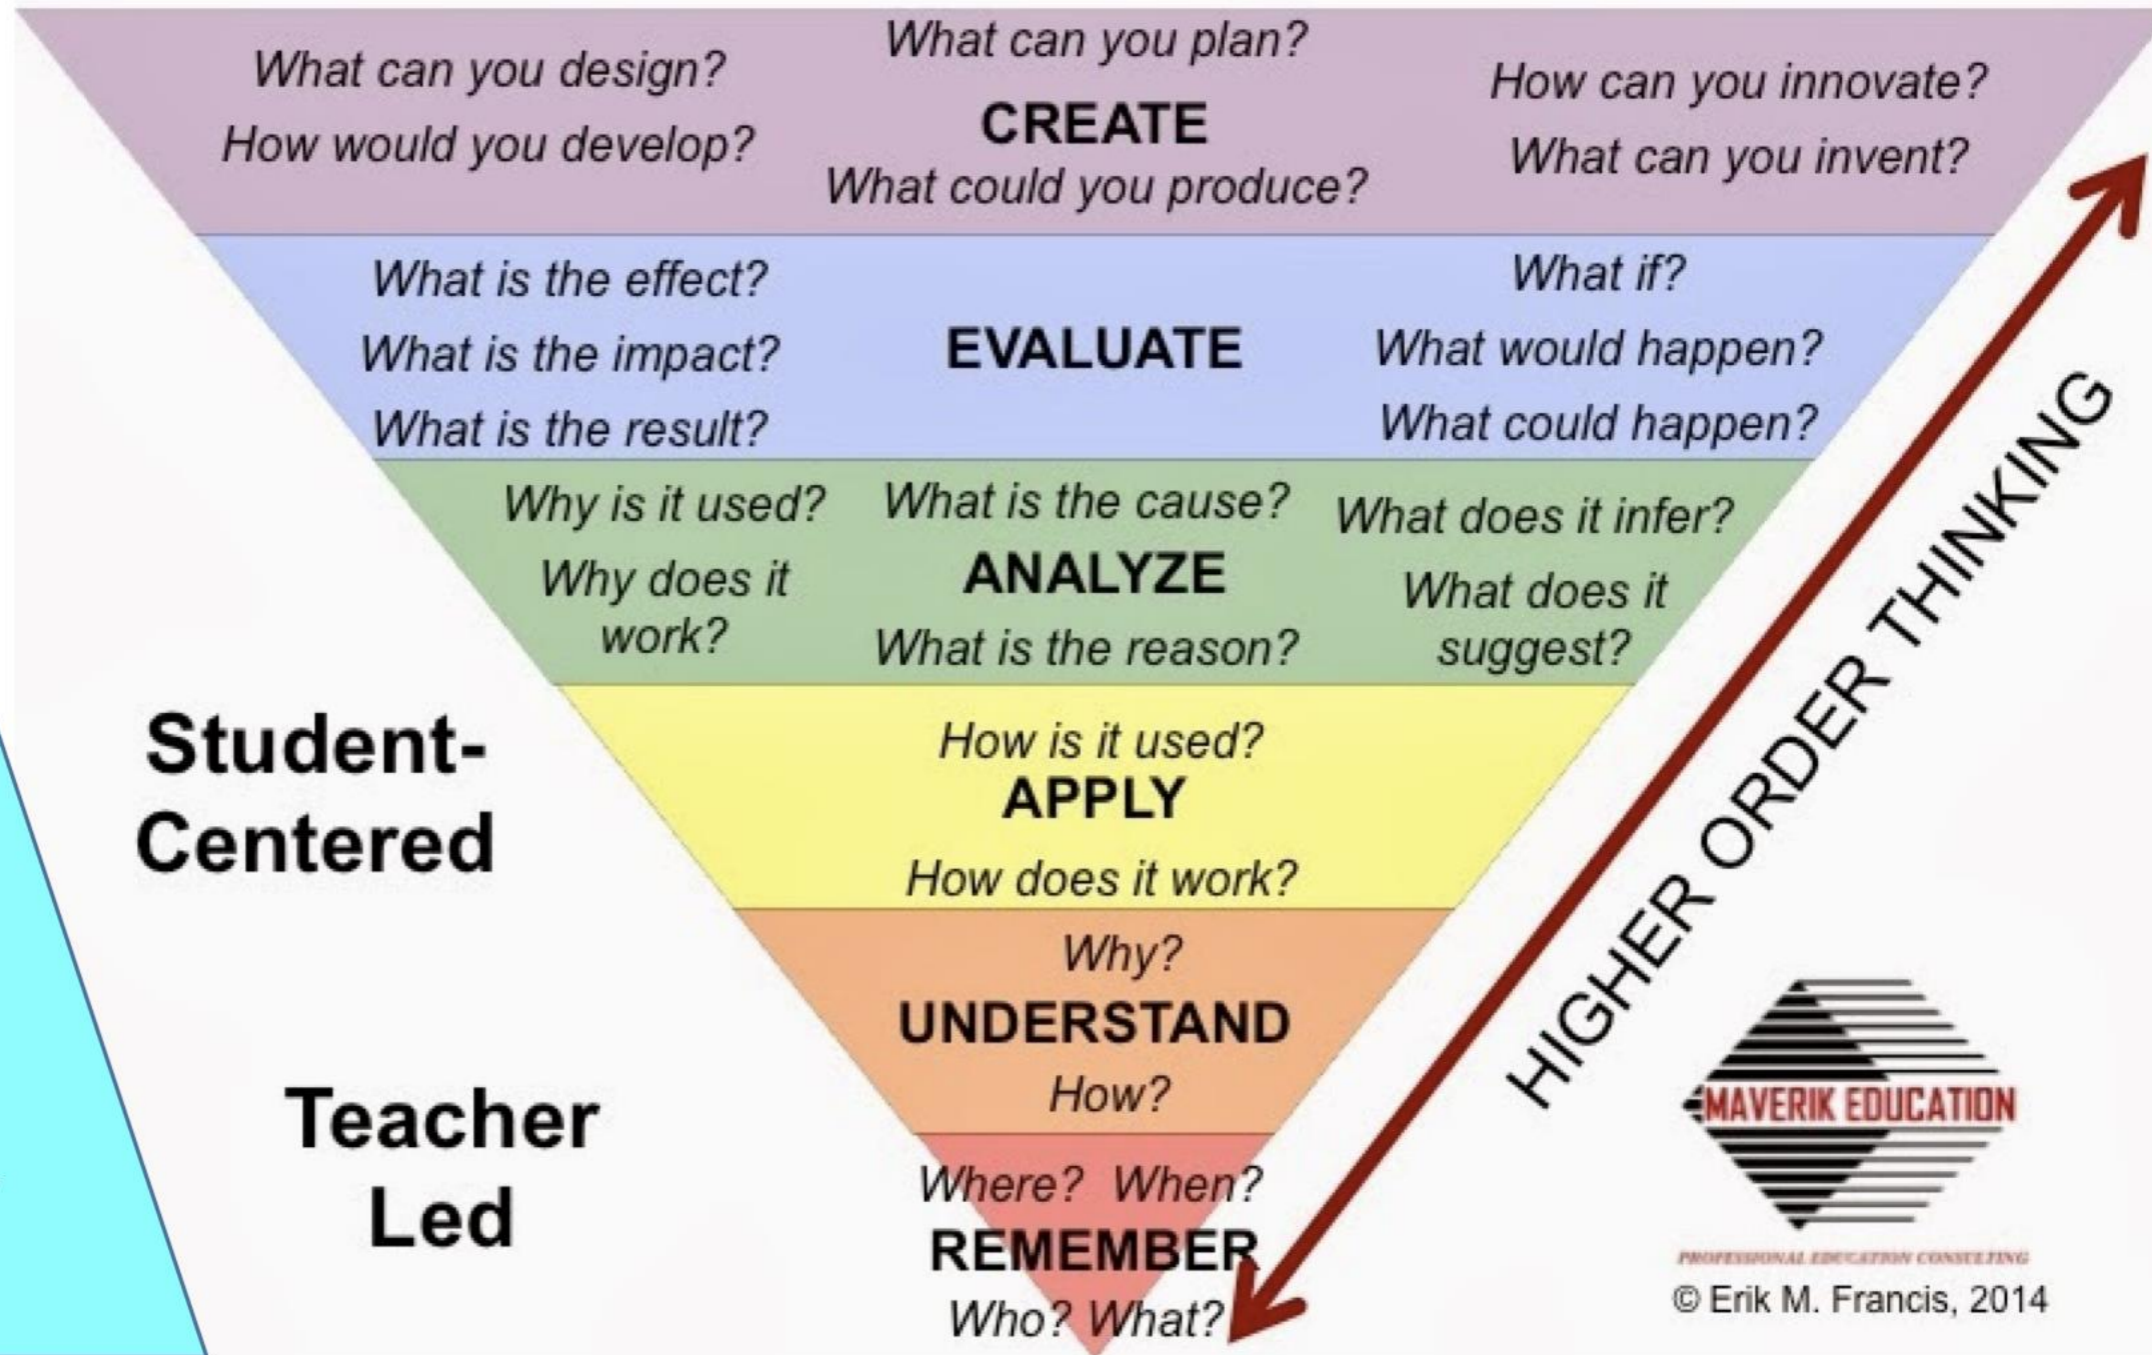 What can you design?
How would you develop?
What can you plan?
CREATE
What could you produce?
How can you innovate?
What can you invent?
What is the effect?
What is the impact?
What is the result?
EVALUATE
What if?
What would happen?
What could happen?
Why is it used?
Why does it
work?
What is the cause?
ANALYZE
What is the reason?
What does it infer?
What does it
suggest?
Student-
Centered
How is it used?
APPLY
How does it work?
Why?
UNDERSTAND
How?
Teacher
Led
Where? When?
REMEMBER
Who? What?
HIGHER ORDER THINKING
MAVERIK EDUCATION
PROFESSIONAL EDUCATION CONSULTING
© Erik M. Francis, 2014